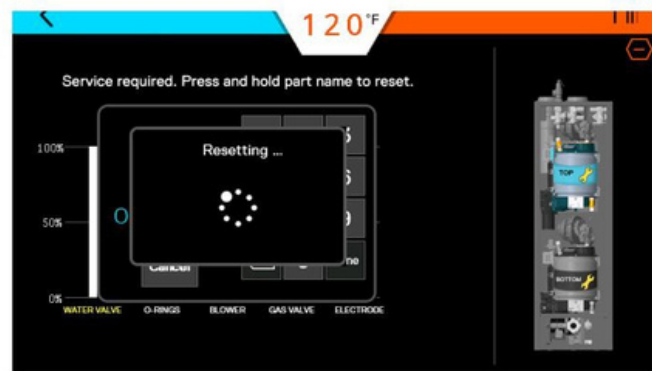 120°F
Service required. Press and hold part name to reset.
100%
50%
0%
Resetting ...
Cancel
WATER VALVE
O-RINGS
BLOWER
GAS VALVE
ELECTRODE
TOP
BOTTOM